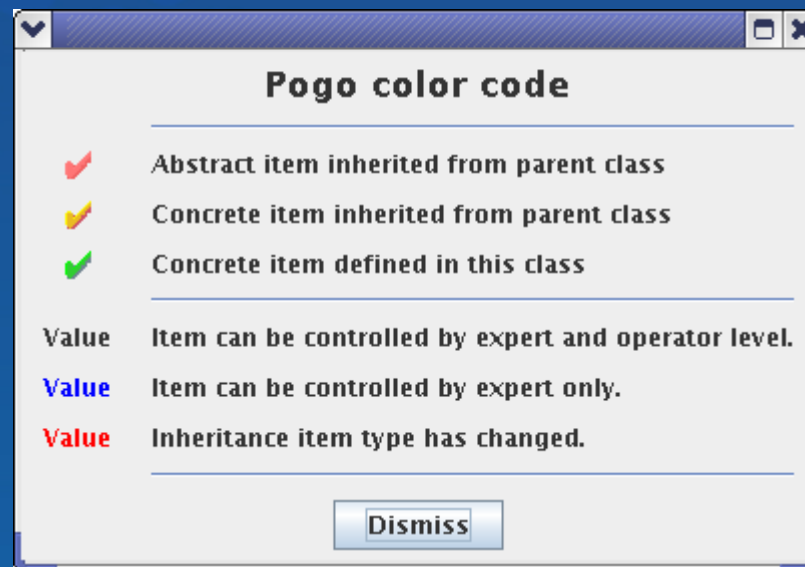 Pogo color code
Abstract item inherited from parent class
Concrete item inherited from parent class
Concrete item defined in this class
Value Item can be controlled by expert and operator level.
Value Item can be controlled by expert only.
Value Inheritance item type has changed.
Dismiss